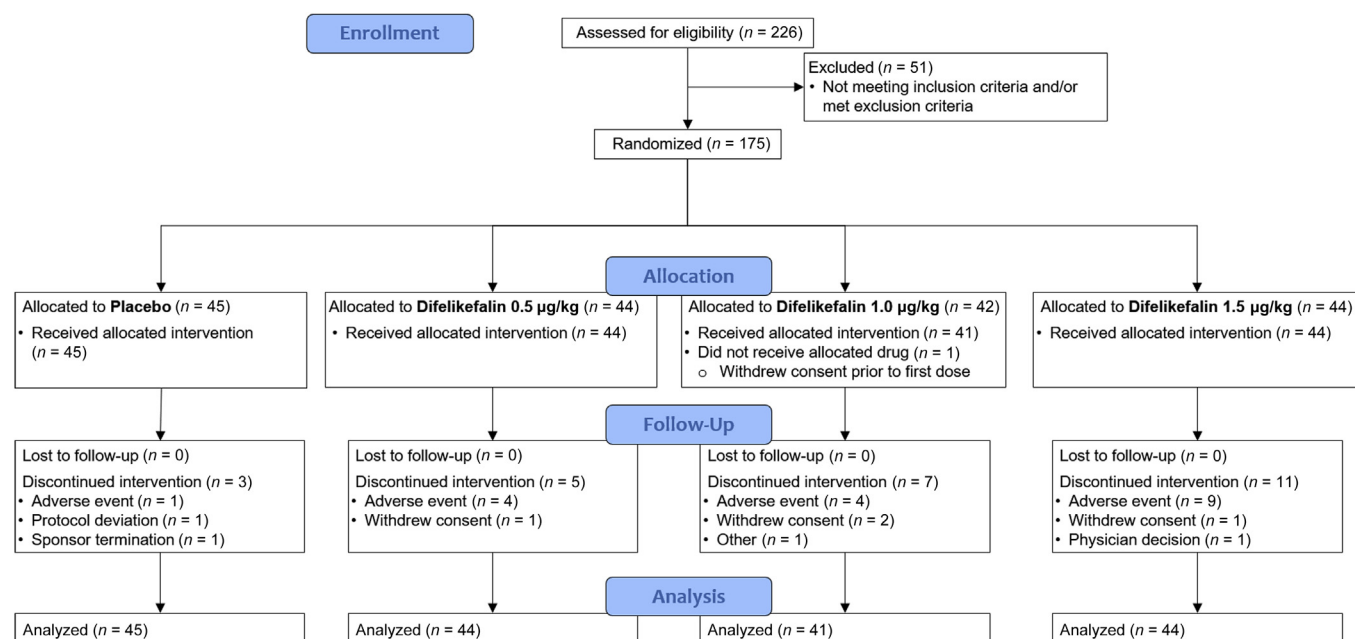 Enrollment
Assessed for eligibility (n = 226)
Excluded (n = 51)
• Not meeting inclusion criteria and/or
met exclusion criteria
Randomized (n = 175)
Allocation
Allocated to Placebo (n = 45)
• Received allocated intervention
(n = 45)
Allocated to Difelikefalin 0.5 µg/kg (n = 44)
• Received allocated intervention (n = 44)
Allocated to Difelikefalin 1.0 µg/kg (n = 42)
• Received allocated intervention (n = 41)
• Did not receive allocated drug (n = 1)
o Withdrew consent prior to first dose
Allocated to Difelikefalin 1.5 µg/kg (n = 44)
• Received allocated intervention (n = 44)
Follow-Up
Lost to follow-up (n = 0)
Discontinued intervention (n = 3)
• Adverse event (n = 1)
• Protocol deviation (n = 1)
• Sponsor termination (n = 1)
Lost to follow-up (n = 0)
Discontinued intervention (n = 5)
• Adverse event (n = 4)
• Withdrew consent (n = 1)
Lost to follow-up (n = 0)
Discontinued intervention (n = 7)
• Adverse event (n = 4)
• Withdrew consent (n = 2)
• Other (n = 1)
Lost to follow-up (n = 0)
Discontinued intervention (n = 11)
• Adverse event (n = 9)
• Withdrew consent (n = 1)
• Physician decision (n = 1)
Analysis
Analyzed (n = 45)
Analyzed (n = 44)
Analyzed (n = 41)
Analyzed (n = 44)